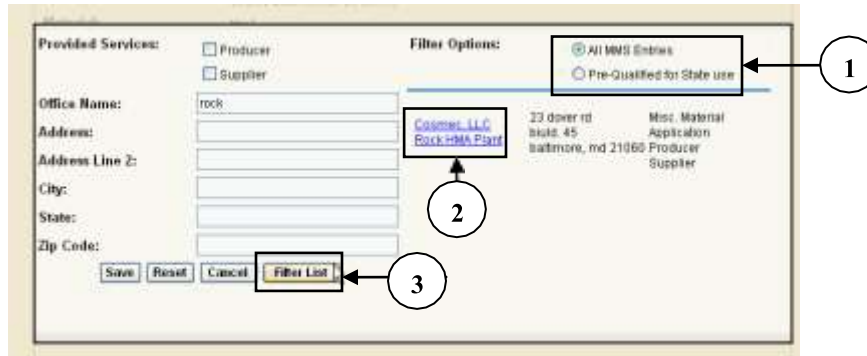 Provided Services:
Producer
Supplier
Filter Options:
All MMS Entries
Pre-Qualified for State use
1
Office Name:
rock
Address:
Address Line 2:
City:
State:
Zip Code:
Cosmec, LLC
Rock HMA Plant
23 dover rd
biuld. 45
baltimore, md 21060
Misc. Material
Application
Producer
Supplier
2
Save Reset Cancel Filter List
3